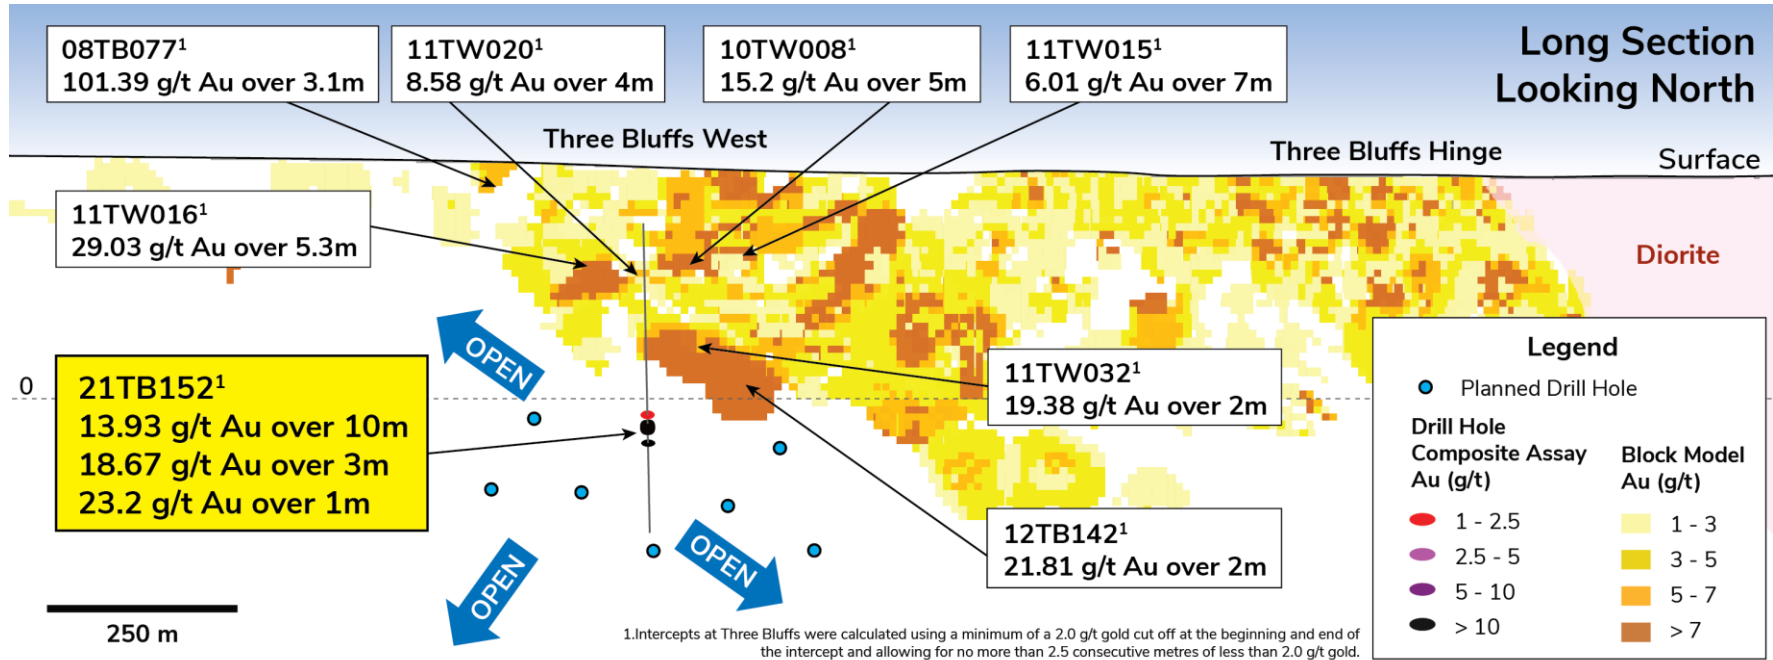 Long Section
Looking North
08TB077¹
101.39 g/t Au over 3.1m
11TW020¹
8.58 g/t Au over 4m
10TW008¹
15.2 g/t Au over 5m
11TW015¹
6.01 g/t Au over 7m
Three Bluffs West
Three Bluffs Hinge
Surface
11TW016¹
29.03 g/t Au over 5.3m
Diorite
OPEN
0
21TB152¹
13.93 g/t Au over 10m
18.67 g/t Au over 3m
23.2 g/t Au over 1m
11TW032¹
19.38 g/t Au over 2m
12TB142¹
21.81 g/t Au over 2m
OPEN
OPEN
250 m
Legend
Planned Drill Hole
Drill Hole
Composite Assay
Au (g/t)
1 - 2.5
2.5 - 5
5 - 10
> 10
Block Model
Au (g/t)
1 - 3
3 - 5
5 - 7
> 7
1.Intercepts at Three Bluffs were calculated using a minimum of a 2.0 g/t gold cut off at the beginning and end of
the intercept and allowing for no more than 2.5 consecutive metres of less than 2.0 g/t gold.